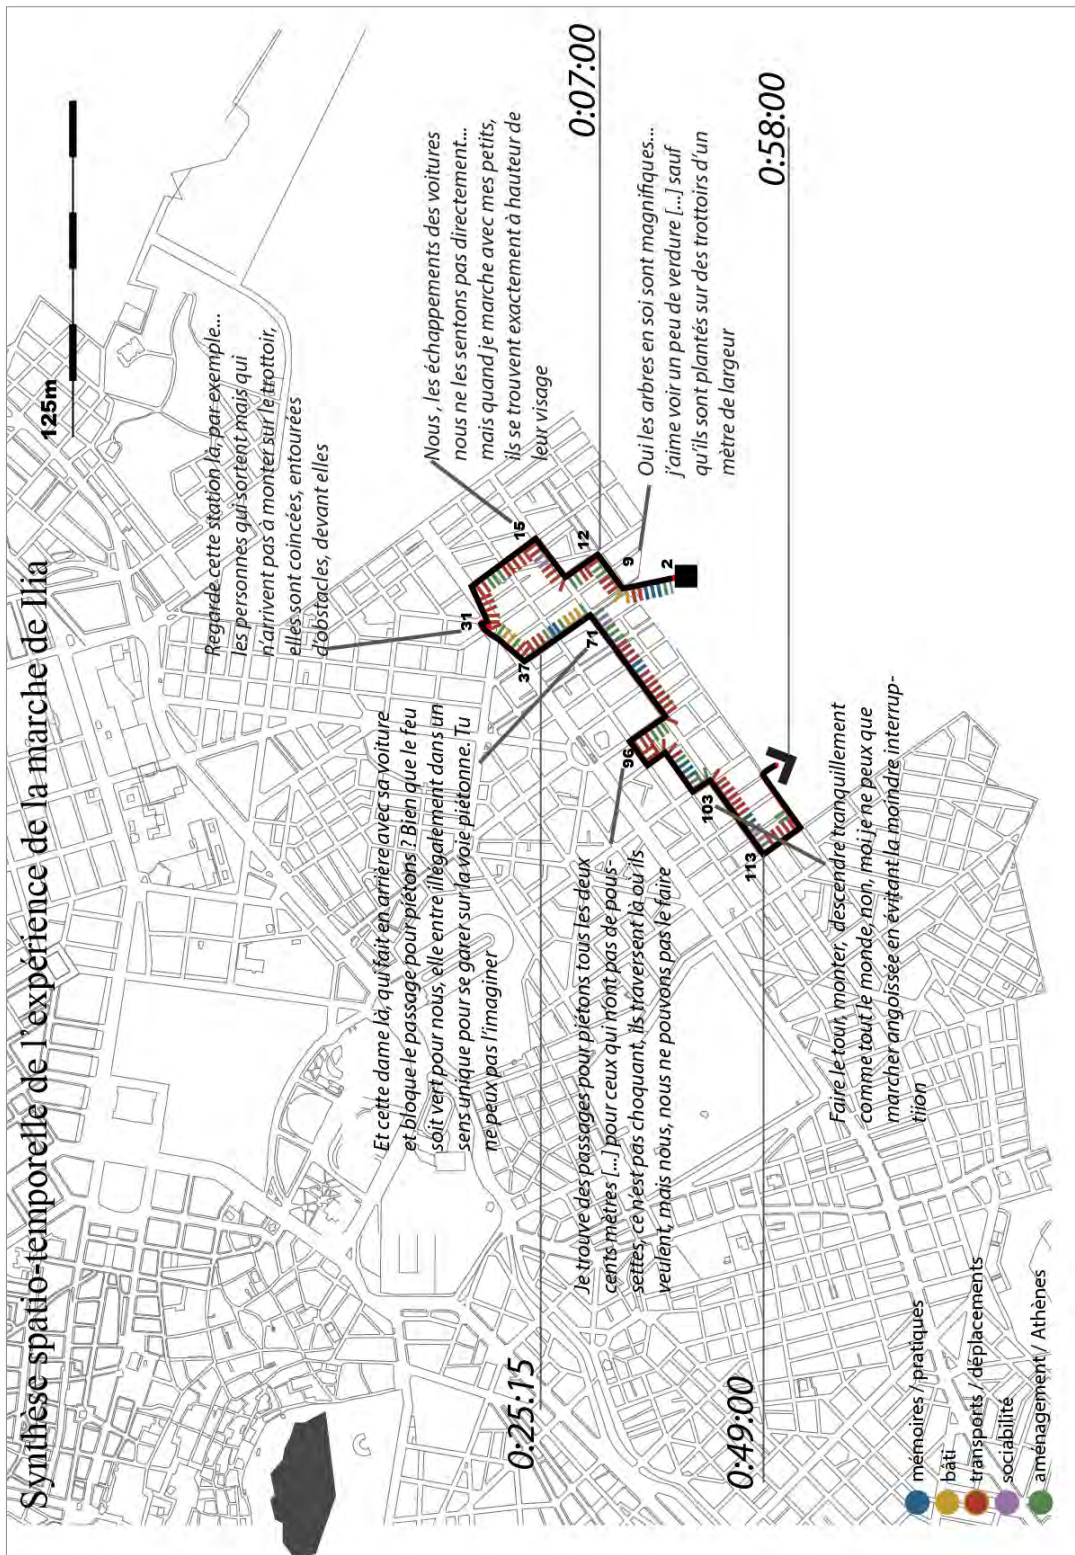 Synthèse spatio-temporelle de l'expérience de la marche de Ilia
125m
Regarde cette station là, par exemple...
les personnes qui sortent mais qui
n'arrivent pas à monter sur le trottoir,
elles sont coincées, entourées
d'obstacles, devant elles
Nous, les échappements des voitures
nous ne les sentons pas directement...
mais quand je marche avec mes petits,
ils se trouvent exactement à hauteur de
leur visage
0:07:00
Oui les arbres en soi sont magnifiques...
j'aime voir un peu de verdure [...] sauf
qu'ils sont plantés sur des trottoirs d'un
mètre de largeur
0:58:00
31
15
12
9
2
37
71
96
103
113
Et cette dame là, qui fait en arrière avec sa voiture
et bloque le passage pour piétons ? Bien que le feu
soit vert pour nous, elle entre illégalement dans un
sens unique pour se garer sur la voie piétonne. Tu
ne peux pas l'imaginer
0:25.15
Je trouve des passages pour piétons tous les deux
cents mètres [...] pour ceux qui n'ont pas de pous-
settes, ce n'est pas choquant, ils traversent là où ils
veulent, mais nous, nous ne pouvons pas le faire
0:49:00
Faire le tour, monter, descendre tranquillement
comme tout le monde, non, moi je ne peux que
marcher angoissée en évitant la moindre interrup-
tiion
mémoires / pratiques
bâti
transports / déplacements
sociabilité
aménagement / Athènes